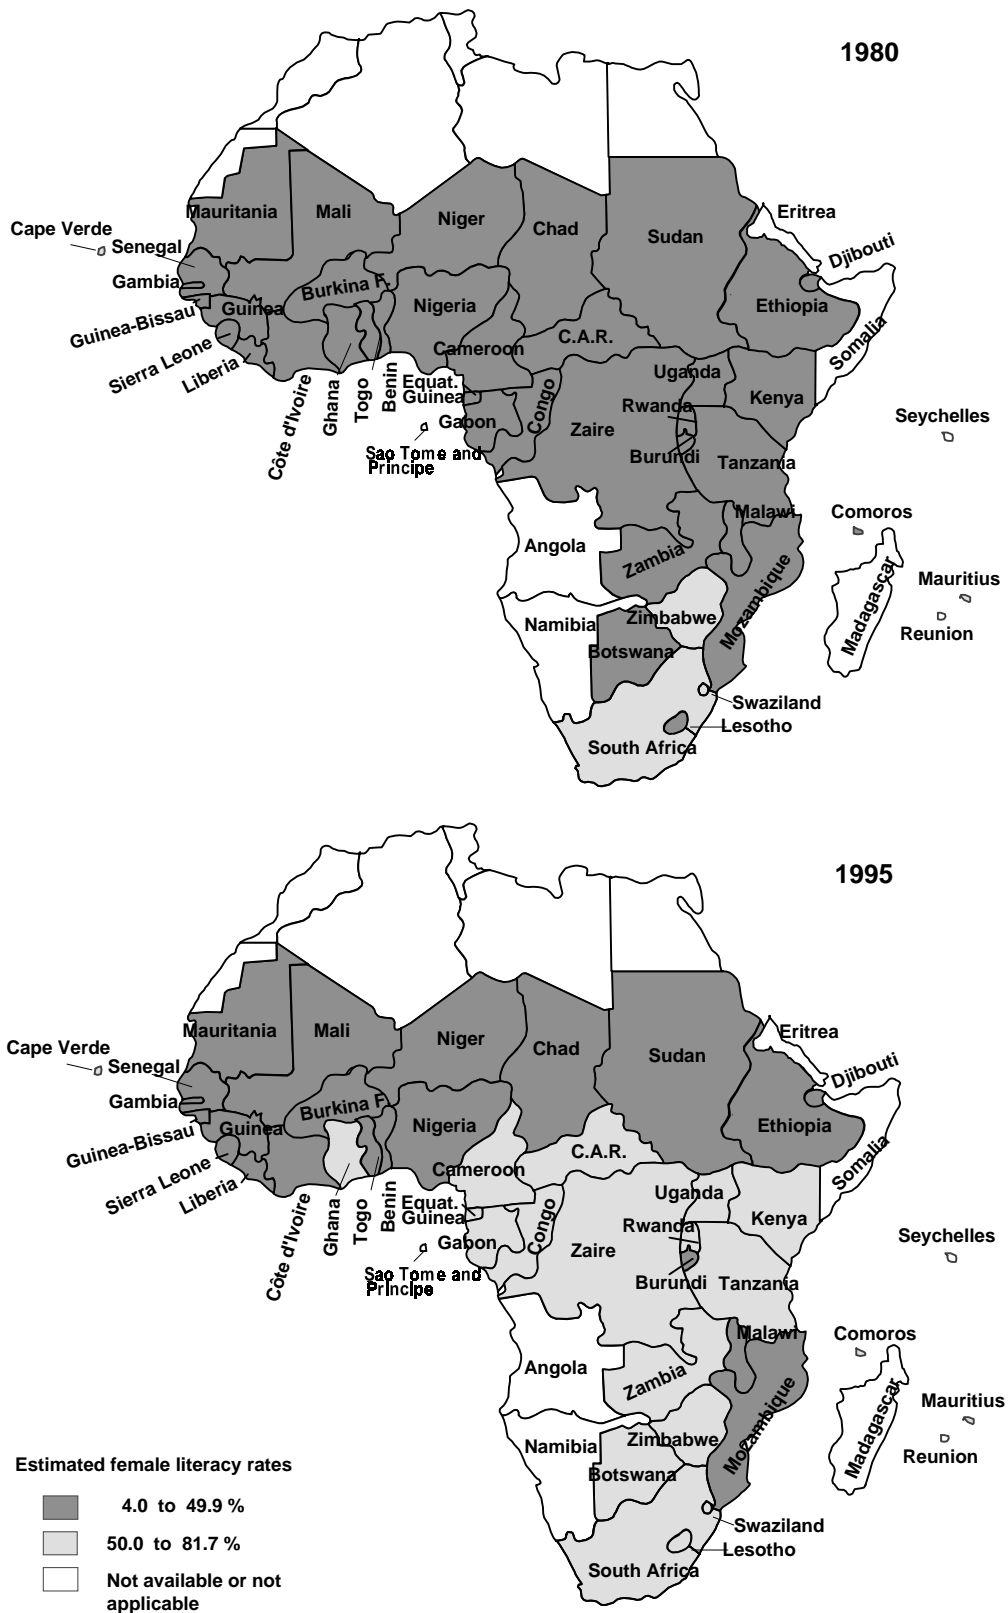 1980
Mauritania
Mali
Niger
Chad
Sudan
Eritrea
Cape Verde
Senegal
Djibouti
Gambia
Burkina F.
Guinea
Nigeria
Ethiopia
Guinea-Bissau
Somalia
Sierra Leone
Liberia
Cameroon
C.A.R.
Côte d'Ivoire
Ghana
Togo
Benin
Equat.
Guinea
Congo
Uganda
Kenya
Rwanda
Gabon
Zaire
Seychelles
Sao Tome and
Principe
Burundi
Tanzania
Malawi
Comoros
Angola
Zambia
Mozambique
Madagascar
Mauritius
Namibia
Zimbabwe
Reunion
Botswana
Swaziland
Lesotho
South Africa
1995
Mauritania
Mali
Niger
Chad
Sudan
Eritrea
Cape Verde
Senegal
Djibouti
Gambia
Burkina F.
Guinea
Nigeria
Ethiopia
Guinea-Bissau
Somalia
Sierra Leone
Liberia
Cameroon
C.A.R.
Côte d'Ivoire
Ghana
Togo
Benin
Equat.
Guinea
Congo
Uganda
Kenya
Rwanda
Gabon
Zaire
Seychelles
Sao Tome and
Principe
Burundi
Tanzania
Malawi
Comoros
Angola
Zambia
Mozambique
Madagascar
Mauritius
Namibia
Zimbabwe
Reunion
Botswana
Swaziland
Lesotho
South Africa
Estimated female literacy rates
4.0 to 49.9 %
50.0 to 81.7 %
Not available or not
applicable